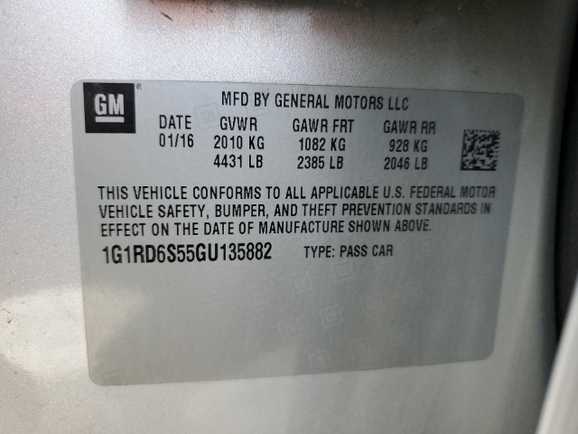 GM ®
MFD BY GENERAL MOTORS LLC
DATE GVWR GAWR FRT GAWR RR
01/16 2010 KG 1082 KG 928 KG
4431 LB 2385 LB 2046 LB
THIS VEHICLE CONFORMS TO ALL APPLICABLE U.S. FEDERAL MOTOR
VEHICLE SAFETY, BUMPER, AND THEFT PREVENTION STANDARDS IN
EFFECT ON THE DATE OF MANUFACTURE SHOWN ABOVE.
1G1RD6S55GU135882 TYPE: PASS CAR